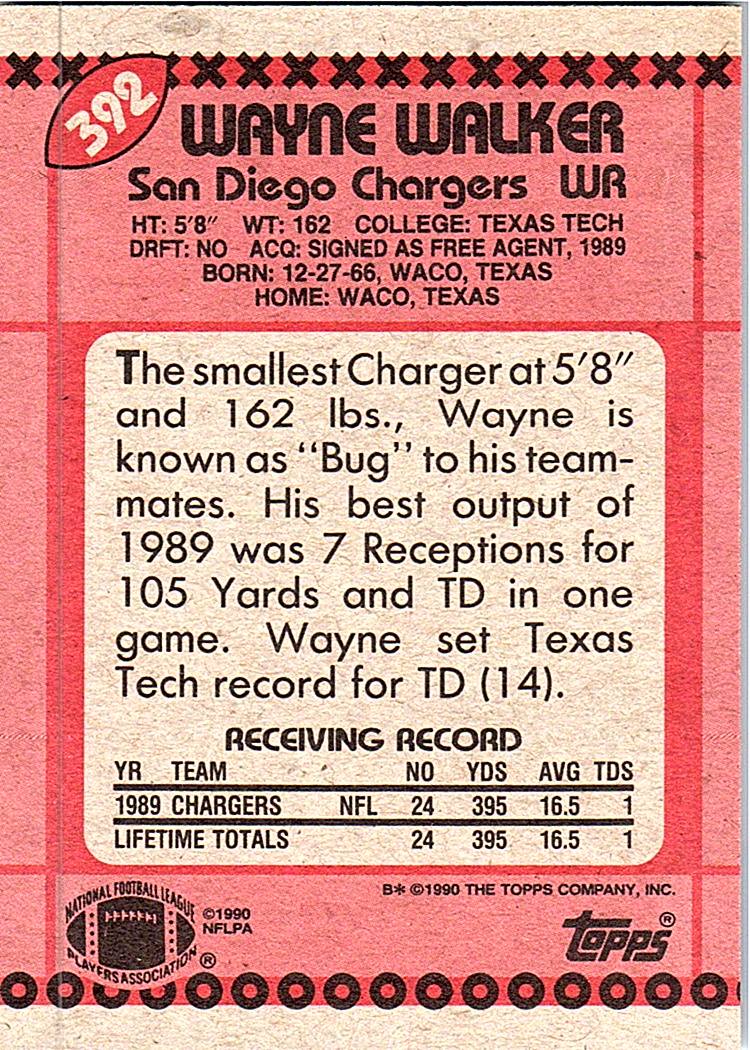 392
WAYNE WALKER
San Diego Chargers WR
HT: 5'8" WT: 162 COLLEGE: TEXAS TECH
DRFT: NO ACQ: SIGNED AS FREE AGENT, 1989
BORN: 12-27-66, WACO, TEXAS
HOME: WACO, TEXAS
The smallest Charger at 5'8"
and 162 lbs., Wayne is
known as "Bug" to his team-
mates. His best output of
1989 was 7 Receptions for
105 Yards and TD in one
game. Wayne set Texas
Tech record for TD (14).
RECEIVING RECORD
YR TEAM NO YDS AVG TDS
1989 CHARGERS NFL 24 395 16.5 1
LIFETIME TOTALS 24 395 16.5 1
B* ©1990 THE TOPPS COMPANY, INC.
NATIONAL FOOTBALL LEAGUE
PLAYERS ASSOCIATION ®
©1990
NFLPA
topps ®